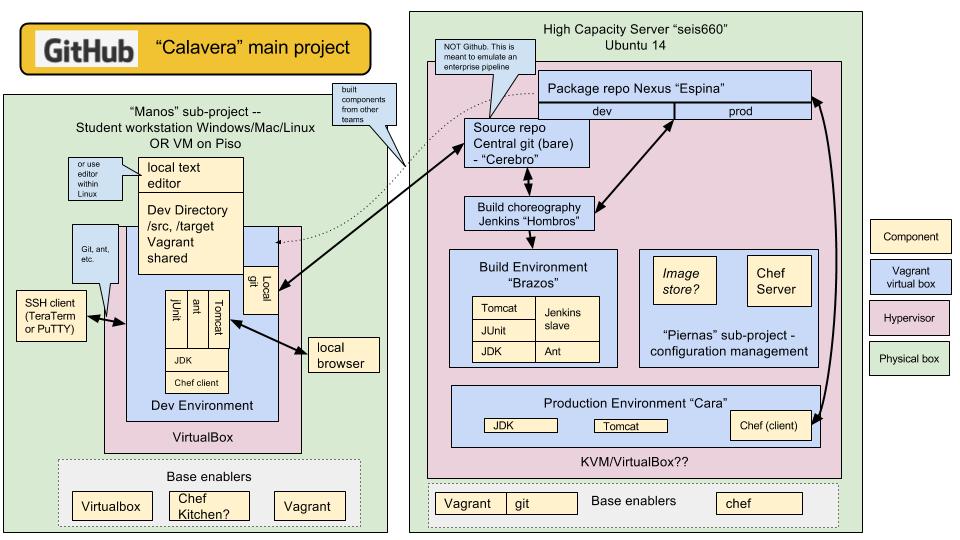 GitHub
“Calavera” main project
“Manos” sub-project --
Student workstation Windows/Mac/Linux
OR VM on Piso
built
components
from other
teams
or use
editor
within
Linux
local text
editor
Dev Directory
/src, /target
Vagrant
shared
Git, ant,
etc.
Local
git
SSH client
(TeraTerm
or PuTTY)
jUnit
ant
Tomcat
JDK
Chef client
local
browser
Dev Environment
VirtualBox
Base enablers
Virtualbox
Chef
Kitchen?
Vagrant
High Capacity Server “seis660”
Ubuntu 14
NOT Github. This is
meant to emulate an
enterprise pipeline
Package repo Nexus “Espina”
dev
prod
Source repo
Central git (bare)
- “Cerebro”
Build choreography
Jenkins “Hombros”
Build Environment
“Brazos”
Tomcat
JUnit
JDK
Jenkins
slave
Ant
Image
store?
Chef
Server
“Piernas” sub-project -
configuration management
Production Environment “Cara”
JDK
Tomcat
Chef (client)
KVM/VirtualBox??
Vagrant
git
Base enablers
chef
Component
Vagrant
virtual box
Hypervisor
Physical box